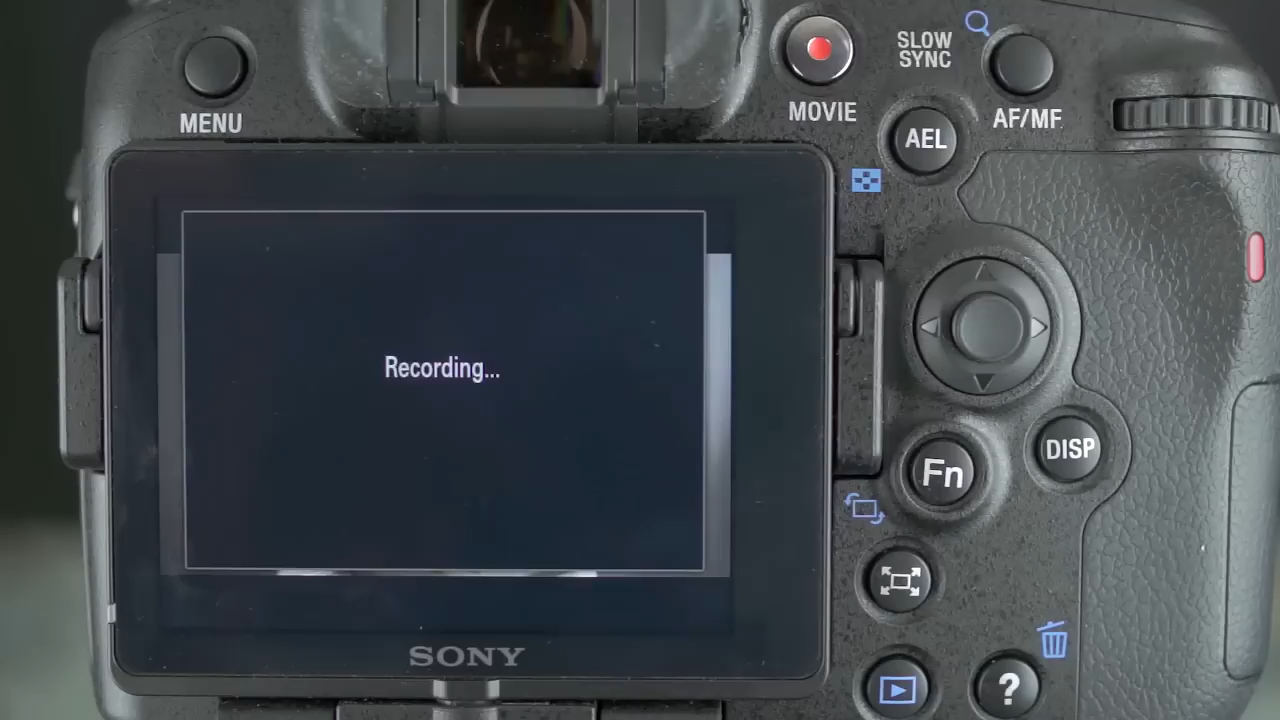 SLOW
SYNC
MENU
MOVIE
AF/MF
AEL
Recording...
DISP
Fn
SONY
?